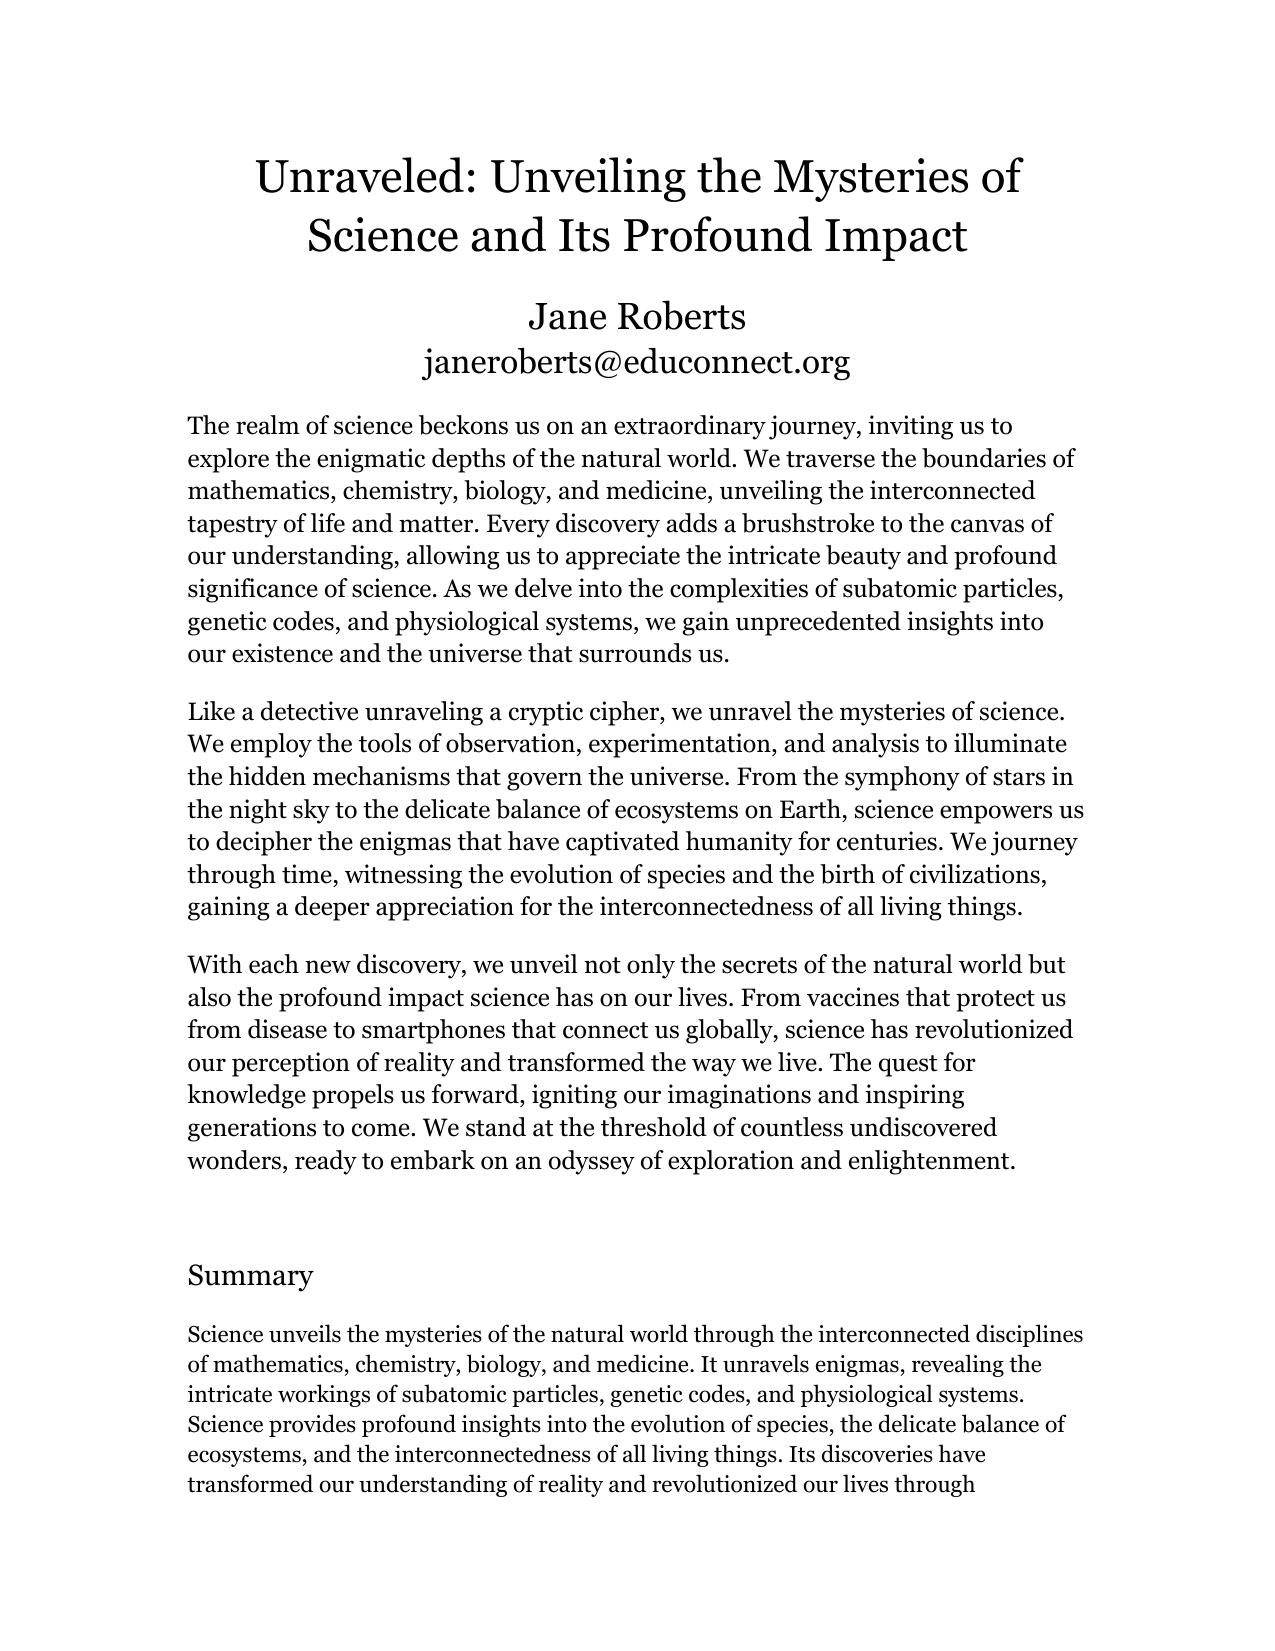 Unraveled: Unveiling the Mysteries of
Science and Its Profound Impact
Jane Roberts
janeroberts@educonnect.org
The realm of science beckons us on an extraordinary journey, inviting us to
explore the enigmatic depths of the natural world. We traverse the boundaries of
mathematics, chemistry, biology, and medicine, unveiling the interconnected
tapestry of life and matter. Every discovery adds a brushstroke to the canvas of
our understanding, allowing us to appreciate the intricate beauty and profound
significance of science. As we delve into the complexities of subatomic particles,
genetic codes, and physiological systems, we gain unprecedented insights into
our existence and the universe that surrounds us.
Like a detective unraveling a cryptic cipher, we unravel the mysteries of science.
We employ the tools of observation, experimentation, and analysis to illuminate
the hidden mechanisms that govern the universe. From the symphony of stars in
the night sky to the delicate balance of ecosystems on Earth, science empowers us
to decipher the enigmas that have captivated humanity for centuries. We journey
through time, witnessing the evolution of species and the birth of civilizations,
gaining a deeper appreciation for the interconnectedness of all living things.
With each new discovery, we unveil not only the secrets of the natural world but
also the profound impact science has on our lives. From vaccines that protect us
from disease to smartphones that connect us globally, science has revolutionized
our perception of reality and transformed the way we live. The quest for
knowledge propels us forward, igniting our imaginations and inspiring
generations to come. We stand at the threshold of countless undiscovered
wonders, ready to embark on an odyssey of exploration and enlightenment.
Summary
Science unveils the mysteries of the natural world through the interconnected disciplines
of mathematics, chemistry, biology, and medicine. It unravels enigmas, revealing the
intricate workings of subatomic particles, genetic codes, and physiological systems.
Science provides profound insights into the evolution of species, the delicate balance of
ecosystems, and the interconnectedness of all living things. Its discoveries have
transformed our understanding of reality and revolutionized our lives through